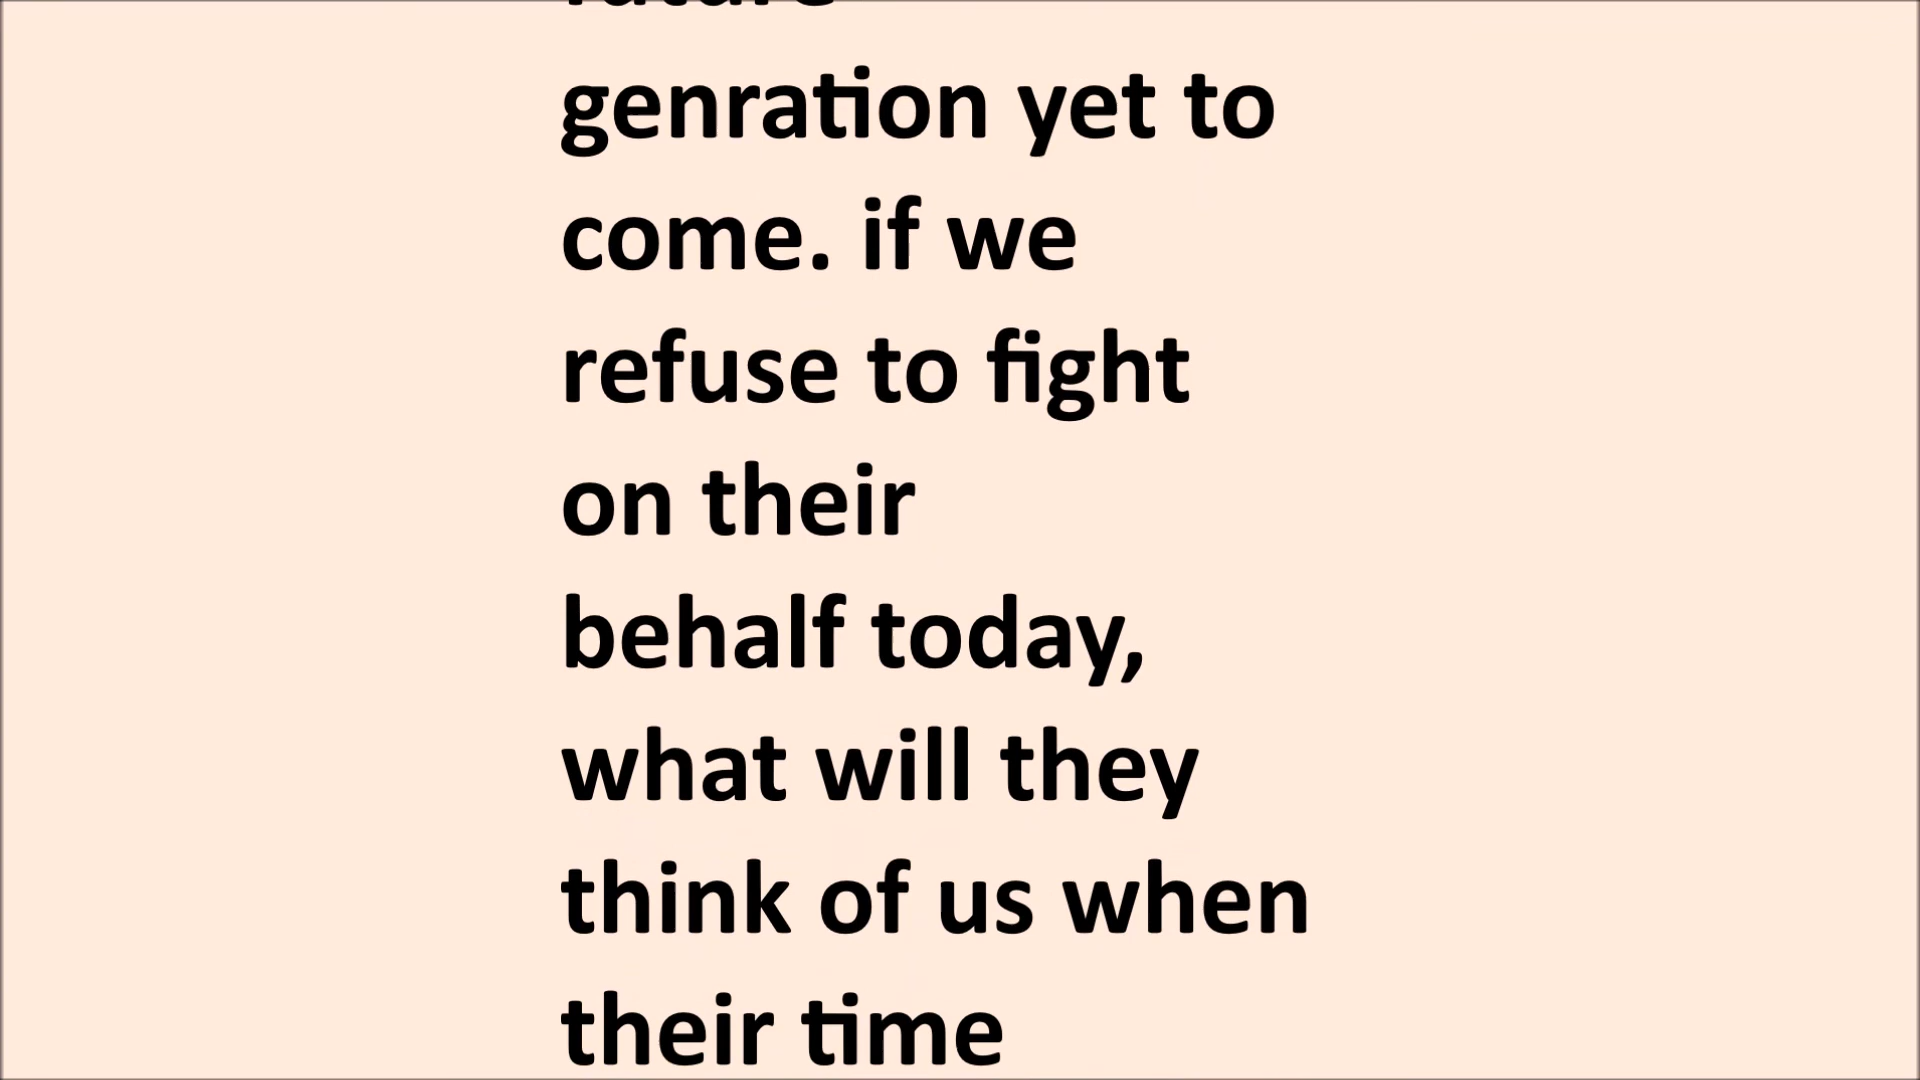 genration yet to
come. if we
refuse to fight
on their
behalf today,
what will they
think of us when
their time